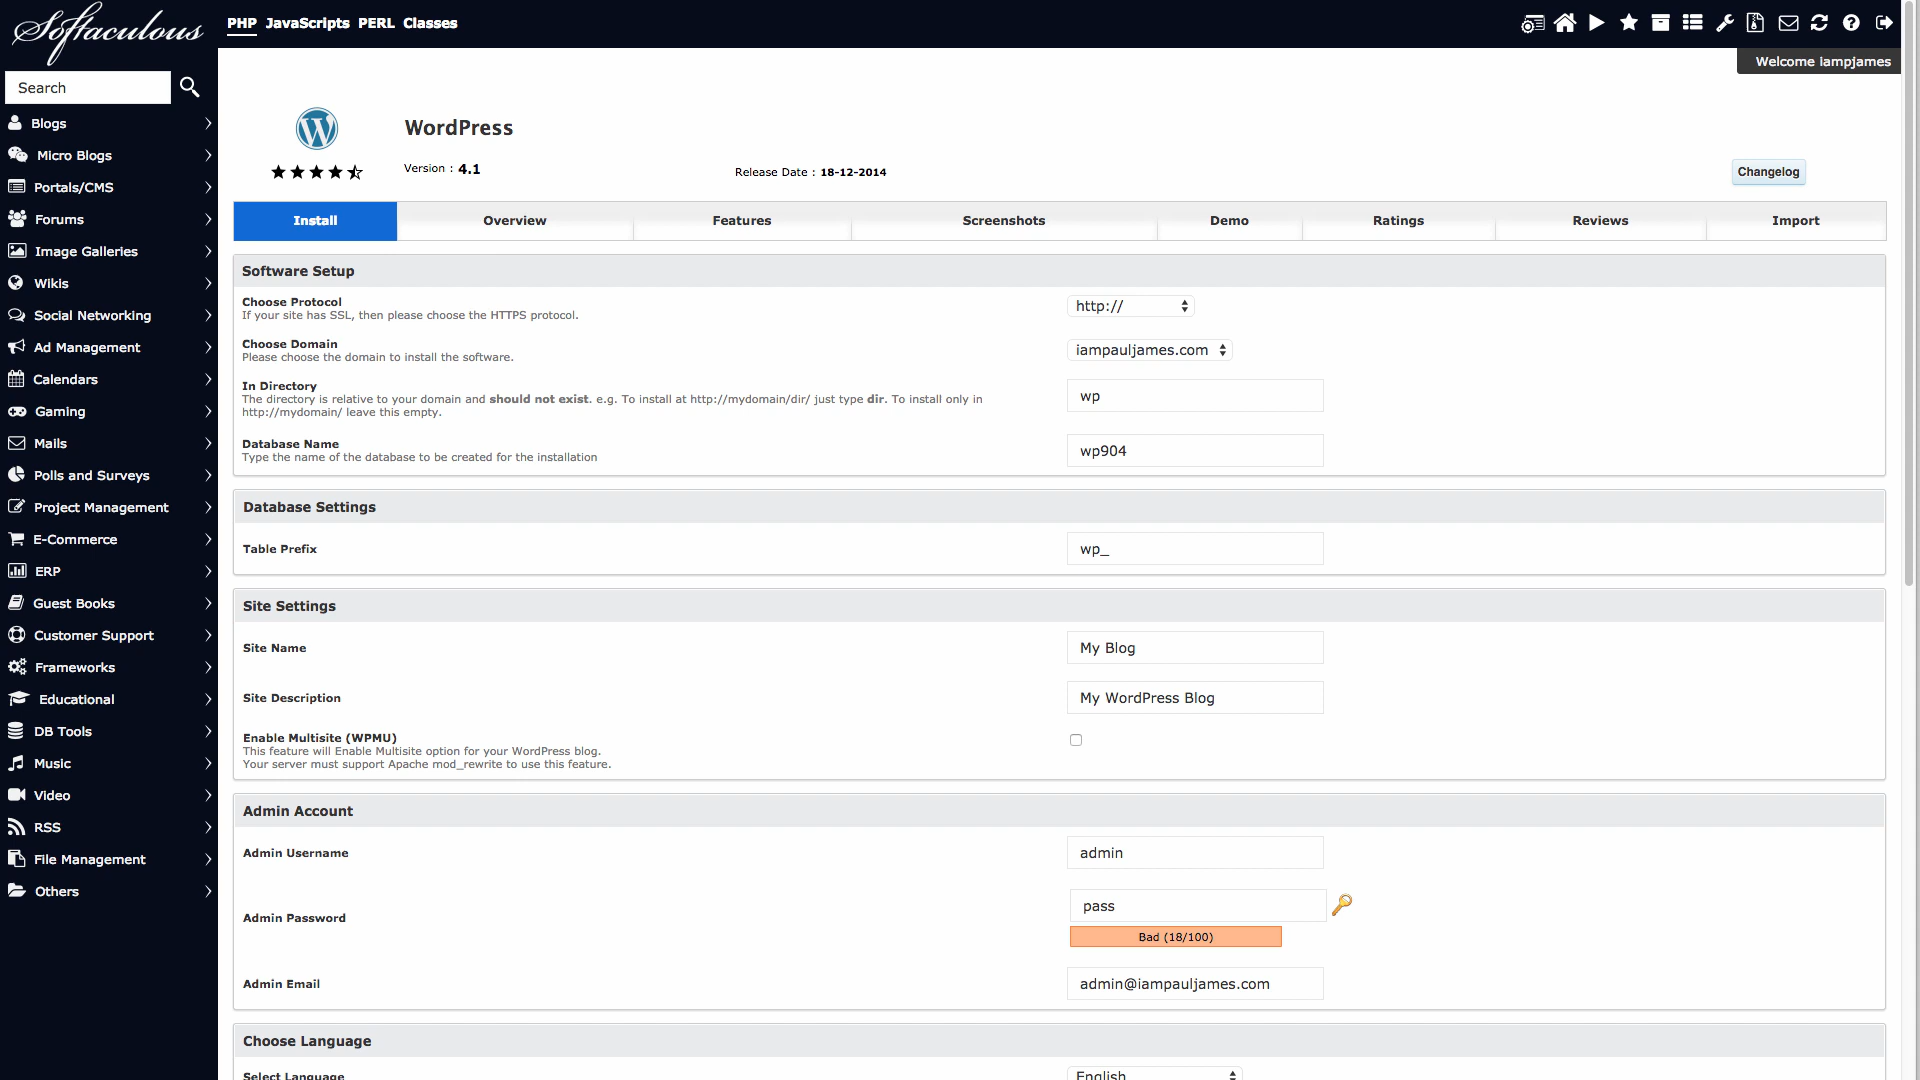 Softaculous
PHP JavaScripts PERL Classes
Welcome iampjames
Search
Blogs
Micro Blogs
Portals/CMS
Forums
Image Galleries
Wikis
Social Networking
Ad Management
Calendars
Gaming
Mails
Polls and Surveys
Project Management
E-Commerce
ERP
Guest Books
Customer Support
Frameworks
Educational
DB Tools
Music
Video
RSS
File Management
Others
WordPress
Version : 4.1
Release Date : 18-12-2014
Changelog
Install Overview Features Screenshots Demo Ratings Reviews Import
Software Setup
Choose Protocol
If your site has SSL, then please choose the HTTPS protocol.
http://
Choose Domain
Please choose the domain to install the software.
iampauljames.com
In Directory
The directory is relative to your domain and should not exist. e.g. To install at http://mydomain/dir/ just type dir. To install only in
http://mydomain/ leave this empty.
wp
Database Name
Type the name of the database to be created for the installation
wp904
Database Settings
Table Prefix
wp_
Site Settings
Site Name
My Blog
Site Description
My WordPress Blog
Enable Multisite (WPMU)
This feature will Enable Multisite option for your WordPress blog.
Your server must support Apache mod_rewrite to use this feature.
Admin Account
Admin Username
admin
Admin Password
pass
Bad (18/100)
Admin Email
admin@iampauljames.com
Choose Language
Select Language
English